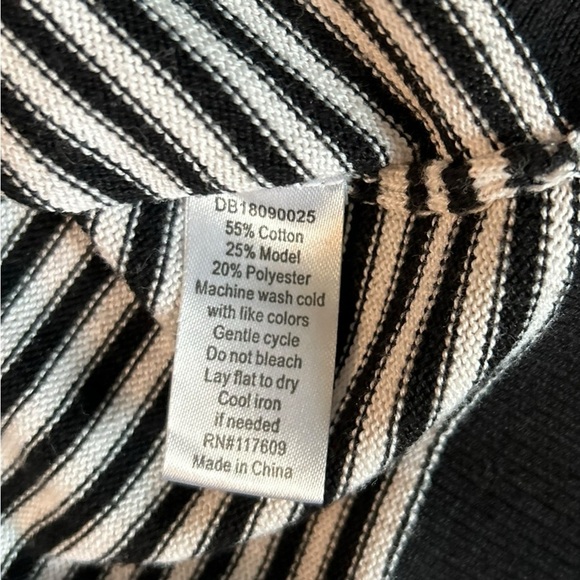 DB18090025
55% Cotton
25% Model
20% Polyester
Machine wash cold
with like colors
Gentle cycle
Do not bleach
Lay flat to dry
Cool iron
if needed
RN#117609
Made in China